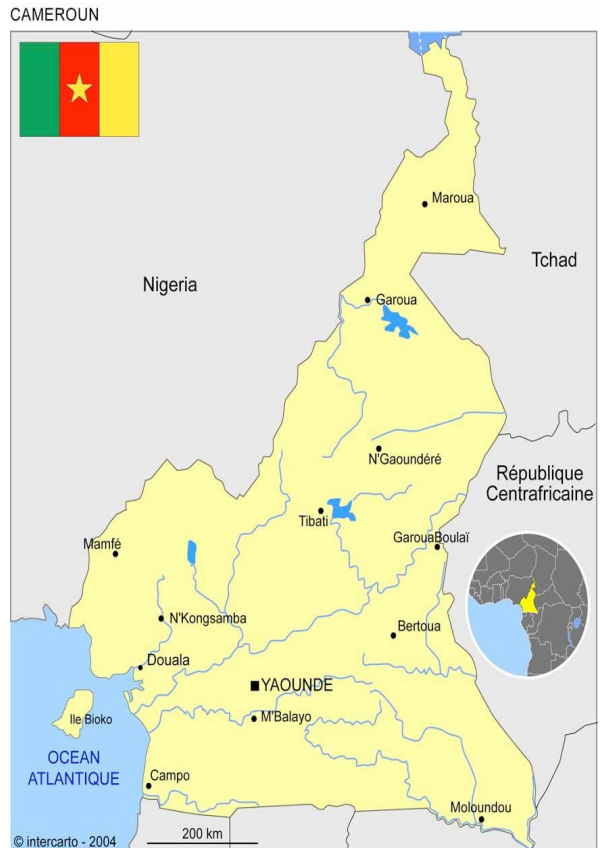 CAMEROUN
Maroua
Tchad
Nigeria
Garoua
N'Gaoundéré
République
Centrafricaine
Tibati
GarouaBoulaï
Mamfé
N'Kongsamba
Bertoua
Douala
YAOUNDE
Ile Bioko
M'Balayo
OCEAN
ATLANTIQUE
Campo
Moloundou
200 km
© intercarto - 2004